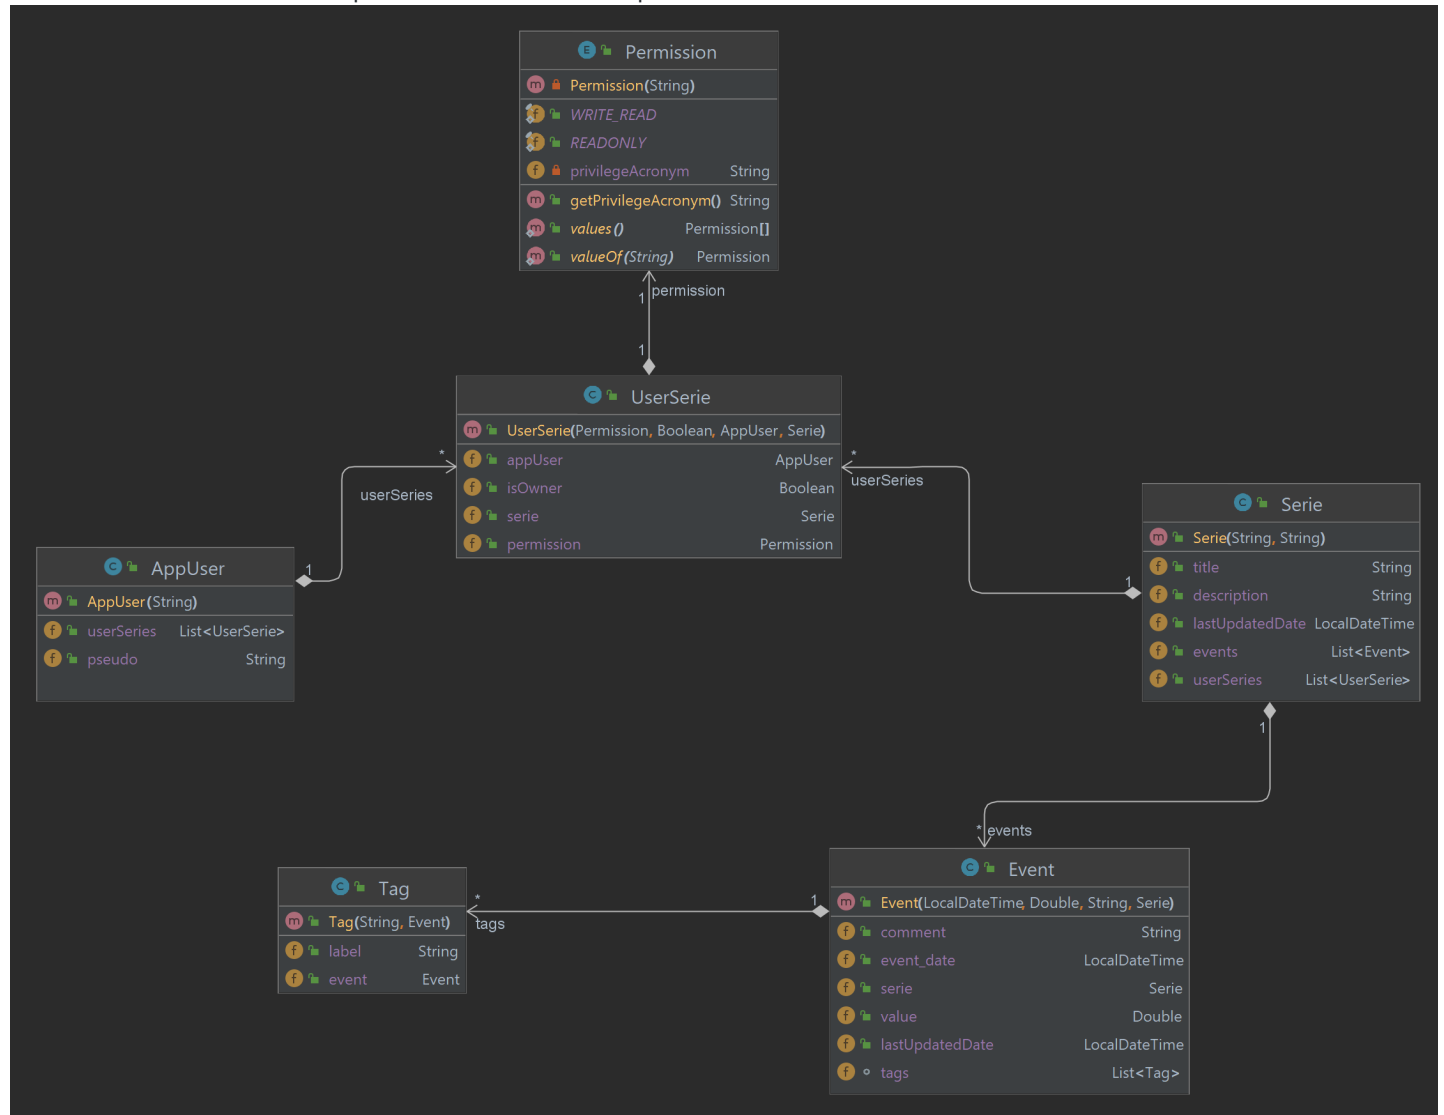 E Permission
m Permission(String)
f WRITE_READ
f READONLY
f privilegeAcronym String
m getPrivilegeAcronym() String
m values() Permission[]
m valueOf(String) Permission
1 permission
1
C UserSerie
m UserSerie(Permission, Boolean, AppUser, Serie)
f appUser AppUser
f isOwner Boolean
f serie Serie
f permission Permission
*
userSeries
*
userSeries
1
C AppUser
m AppUser(String)
f userSeries List<UserSerie>
f pseudo String
1
C Serie
m Serie(String, String)
f title String
f description String
f lastUpdatedDate LocalDateTime
f events List<Event>
f userSeries List<UserSerie>
1
* events
C Tag
m Tag(String, Event)
f label String
f event Event
*
tags
1
C Event
m Event(LocalDateTime, Double, String, Serie)
f comment String
f event_date LocalDateTime
f serie Serie
f value Double
f lastUpdatedDate LocalDateTime
f tags List<Tag>